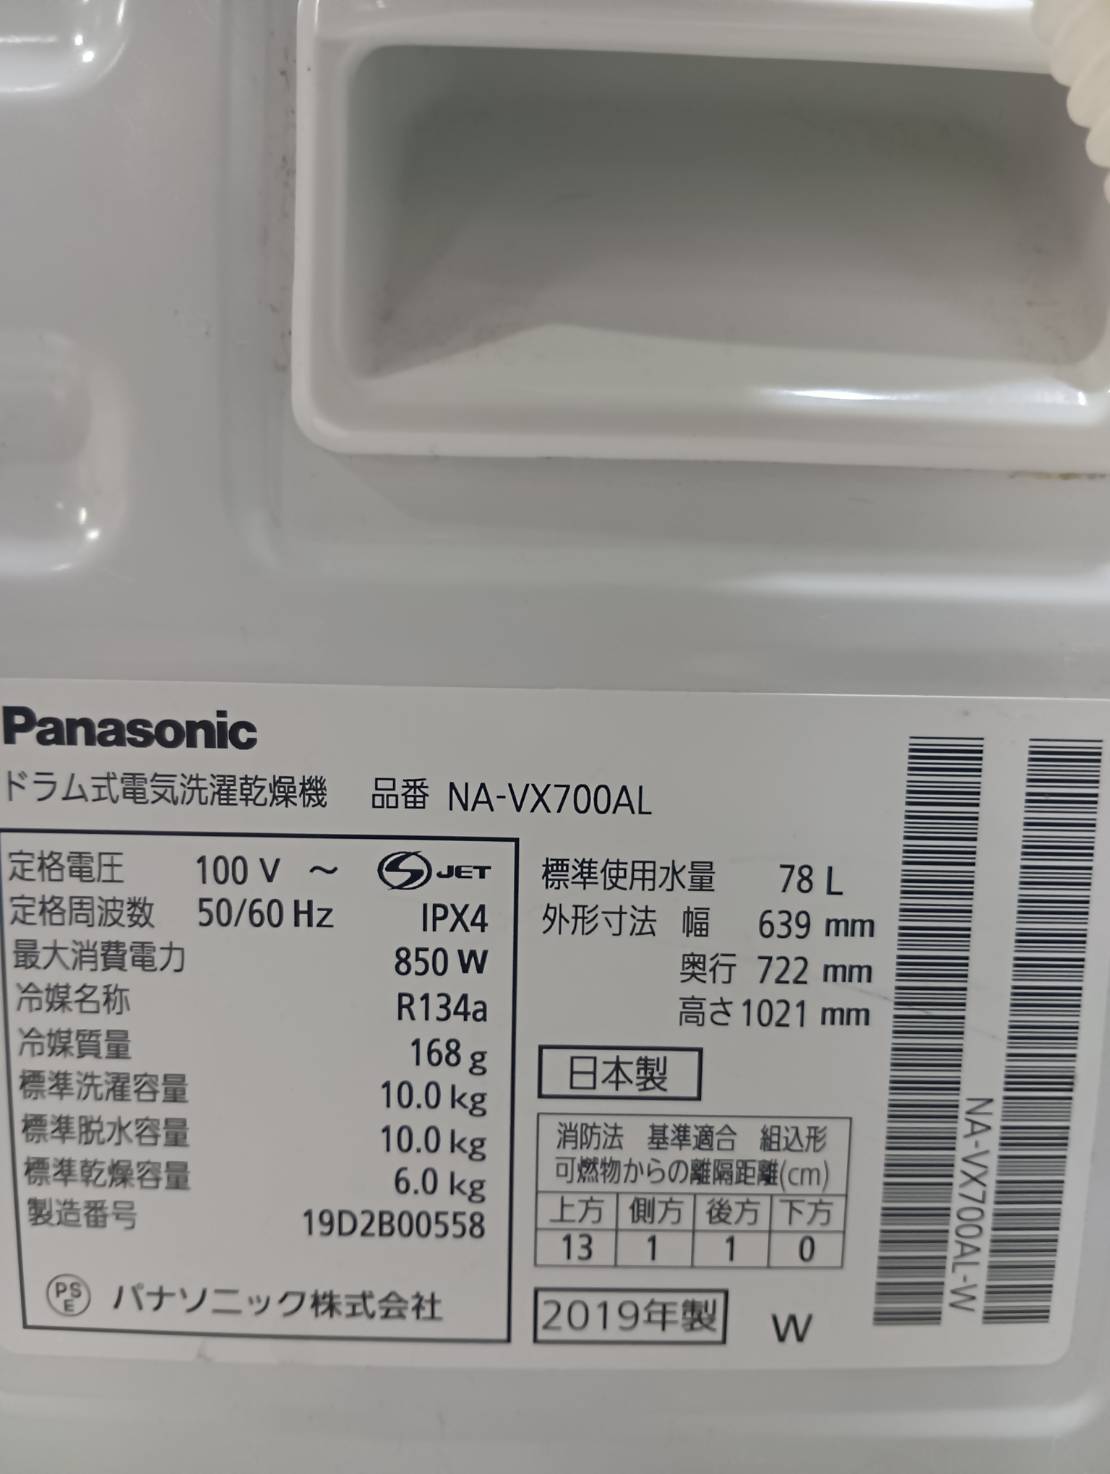 Panasonic
ドラム式電気洗濯乾燥機 品番 NA-VX700AL
定格電圧 100 V ～ S JET
定格周波数 50/60 Hz IPX4
最大消費電力 850 W
冷媒名称 R134a
冷媒質量 168 g
標準洗濯容量 10.0 kg
標準脱水容量 10.0 kg
標準乾燥容量 6.0 kg
製造番号 19D2B00558
PSE パナソニック株式会社
標準使用水量 78 L
外形寸法 幅 639 mm
奥行 722 mm
高さ 1021 mm
日本製
消防法 基準適合 組込形
可燃物からの離隔距離(cm)
上方 側方 後方 下方
13 1 1 0
2019年製 W
NA-VX700AL-W